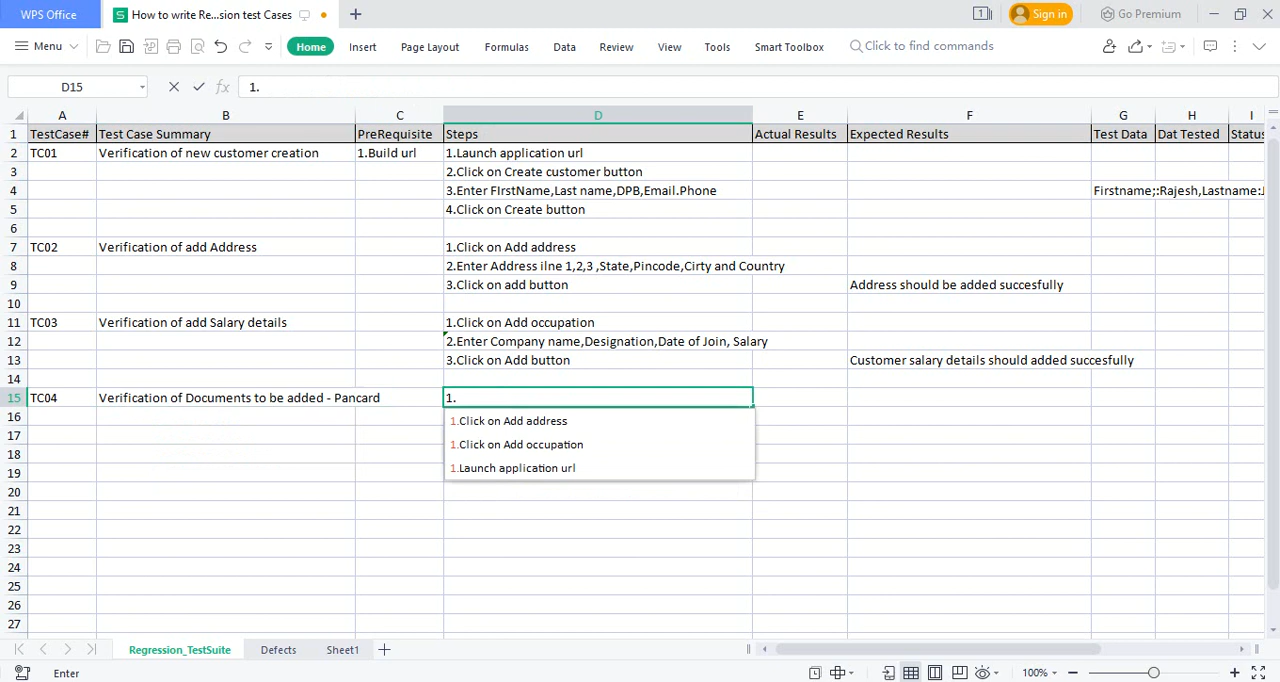 WPS Office
How to write Re...sion test Cases
Sign in
Go Premium
Menu
Home
Insert
Page Layout
Formulas
Data
Review
View
Tools
Smart Toolbox
Click to find commands
D15
fx
1.
A B C D E F G H I
1 TestCase# Test Case Summary PreRequisite Steps Actual Results Expected Results Test Data Dat Tested Status
2 TC01 Verification of new customer creation 1.Build url 1.Launch application url
3 2.Click on Create customer button
4 3.Enter FIrstName,Last name,DPB,Email.Phone Firstname;:Rajesh,Lastname:J
5 4.Click on Create button
6
7 TC02 Verification of add Address 1.Click on Add address
8 2.Enter Address ilne 1,2,3 ,State,Pincode,Cirty and Country
9 3.Click on add button Address should be added succesfully
10
11 TC03 Verification of add Salary details 1.Click on Add occupation
12 2.Enter Company name,Designation,Date of Join, Salary
13 3.Click on Add button Customer salary details should added succesfully
14
15 TC04 Verification of Documents to be added - Pancard 1.
16 1.Click on Add address
17 1.Click on Add occupation
18
19 1.Launch application url
20
21
22
23
24
25
26
27
Regression_TestSuite
Defects
Sheet1
Enter
100%